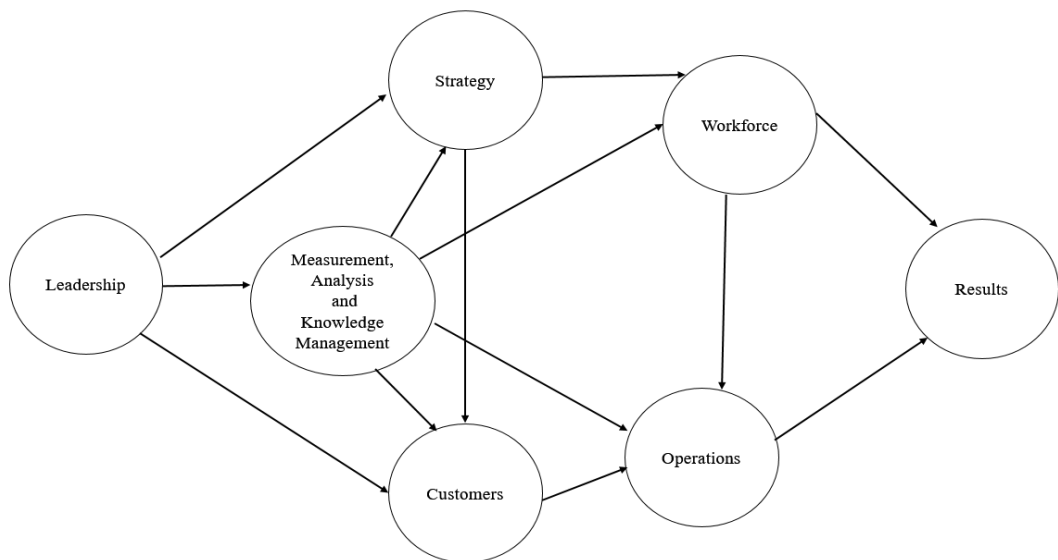 Strategy
Workforce
Leadership
Measurement,
Analysis
and
Knowledge
Management
Results
Customers
Operations